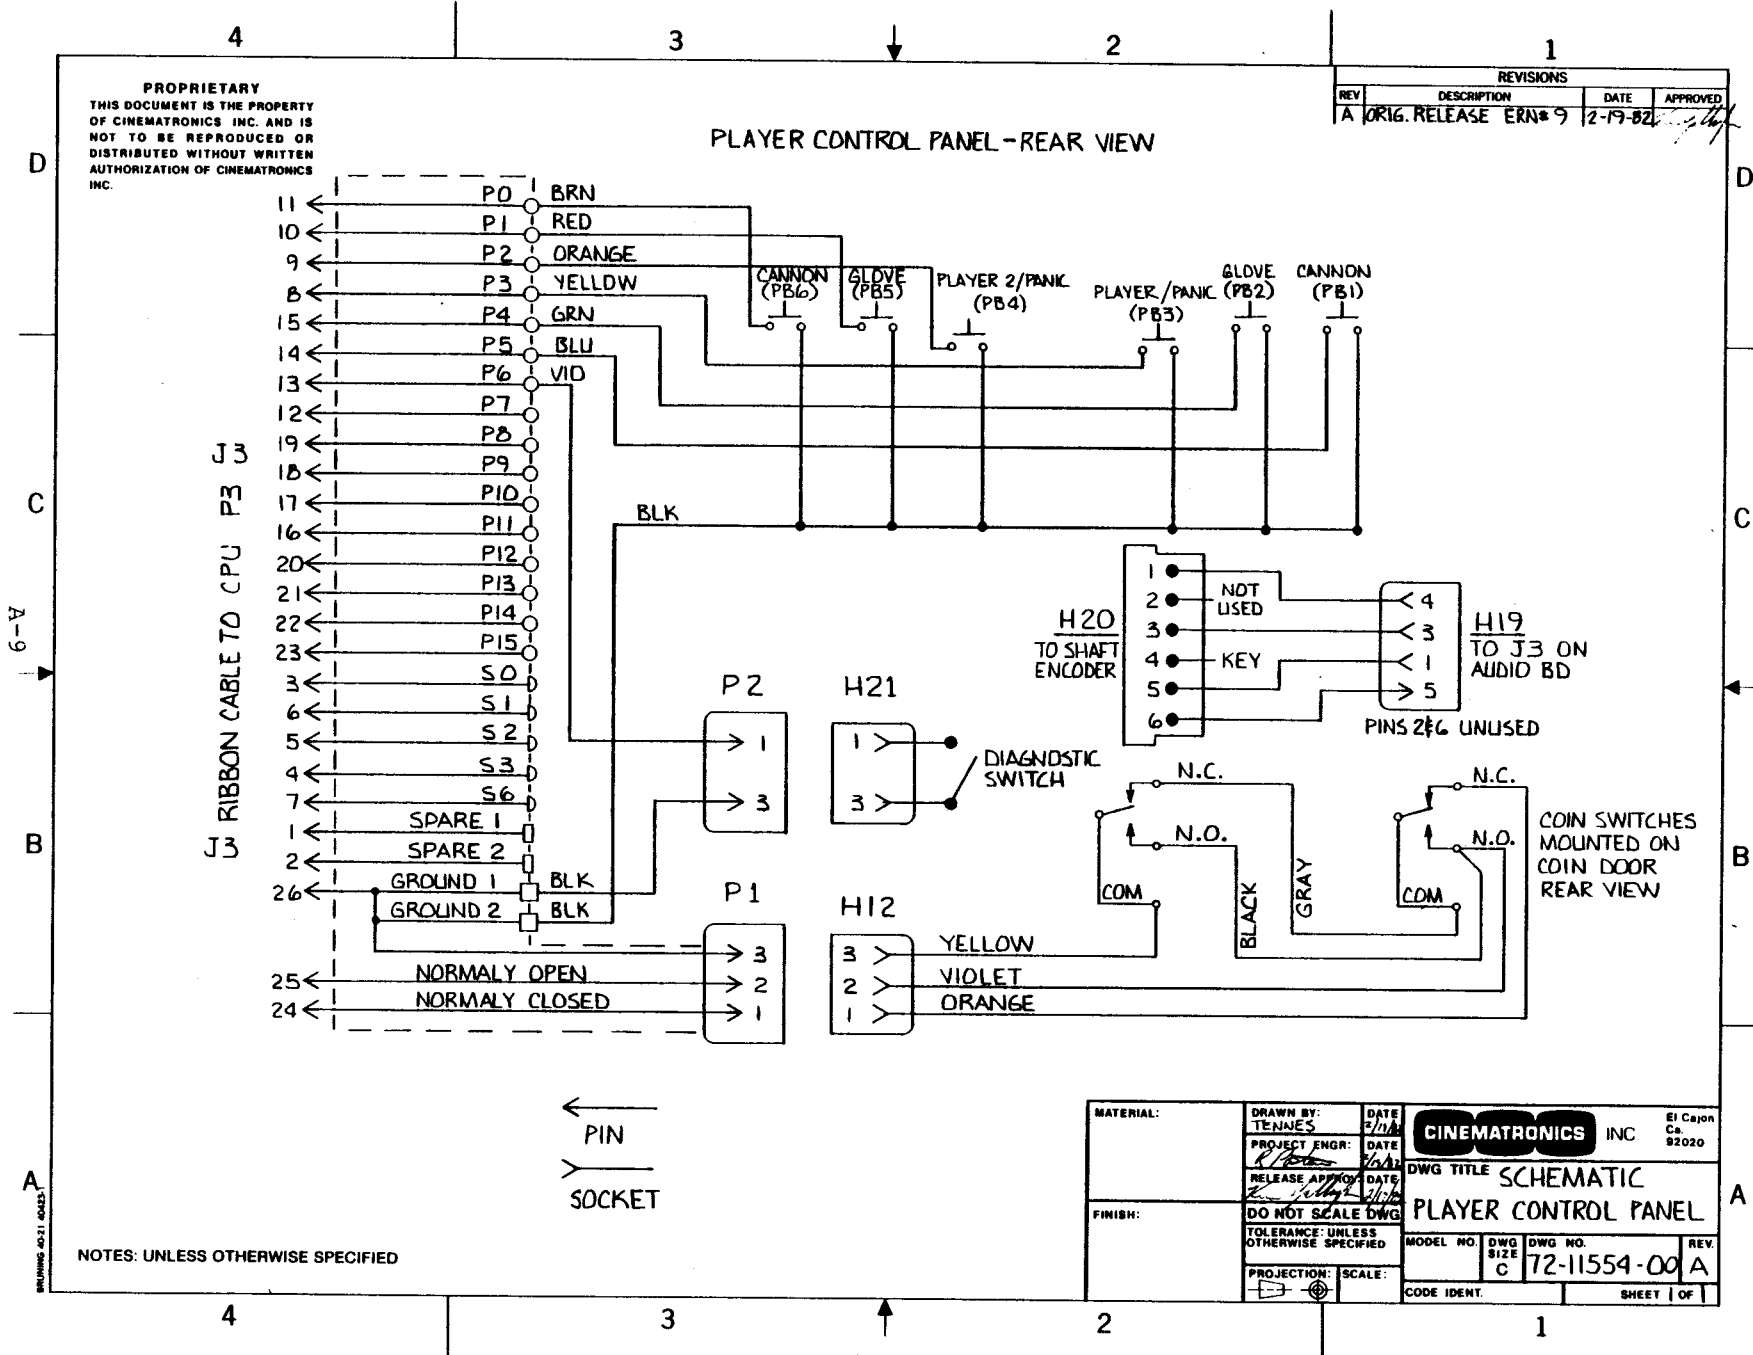 4 3 2 1
PROPRIETARY
THIS DOCUMENT IS THE PROPERTY
OF CINEMATRONICS INC. AND IS
NOT TO BE REPRODUCED OR
DISTRIBUTED WITHOUT WRITTEN
AUTHORIZATION OF CINEMATRONICS
INC.
REVISIONS
REV DESCRIPTION DATE APPROVED
A ORIG. RELEASE ERN#9 2-19-82
PLAYER CONTROL PANEL-REAR VIEW
D D
11 P0 BRN
10 P1 RED
9 P2 ORANGE
8 P3 YELLOW
15 P4 GRN
14 P5 BLU
13 P6 VIO
12 P7
19 P8
18 P9
17 P10
16 P11
20 P12
21 P13
22 P14
23 P15
3 S0
6 S1
5 S2
4 S3
7 S6
1 SPARE 1
2 SPARE 2
26 GROUND 1 BLK
GROUND 2 BLK
25 NORMALY OPEN
24 NORMALY CLOSED
J3
RIBBON CABLE TO CPU P3
J3
CANNON
(PB6)
GLOVE
(PB5)
PLAYER 2/PANIC
(PB4)
PLAYER/PANIC
(PB3)
GLOVE
(PB2)
CANNON
(PB1)
BLK
C C
A-9
H20
TO SHAFT
ENCODER
1
2 NOT
USED
3
4 KEY
5
6
4
3
1
5
H19
TO J3 ON
AUDIO BD
PINS 2&6 UNUSED
P2
1
3
H21
1
3
DIAGNOSTIC
SWITCH
N.C.
N.O.
COM
BLACK
GRAY
N.C.
N.O.
COM
COIN SWITCHES
MOUNTED ON
COIN DOOR
REAR VIEW
B B
P1
3
2
1
H12
3 YELLOW
2 VIOLET
1 ORANGE
PIN
SOCKET
A A
BRUNING 40-21 40423
NOTES: UNLESS OTHERWISE SPECIFIED
MATERIAL:
FINISH:
DRAWN BY: DATE
TENNES
PROJECT ENGR: DATE
RELEASE APPROV DATE
DO NOT SCALE DWG
TOLERANCE: UNLESS
OTHERWISE SPECIFIED
PROJECTION: SCALE:
CINEMATRONICS INC
El Cajon
Ca.
92020
DWG TITLE SCHEMATIC
PLAYER CONTROL PANEL
MODEL NO. DWG SIZE C DWG NO. 72-11554-00 REV. A
CODE IDENT. SHEET 1 OF 1
4 3 2 1